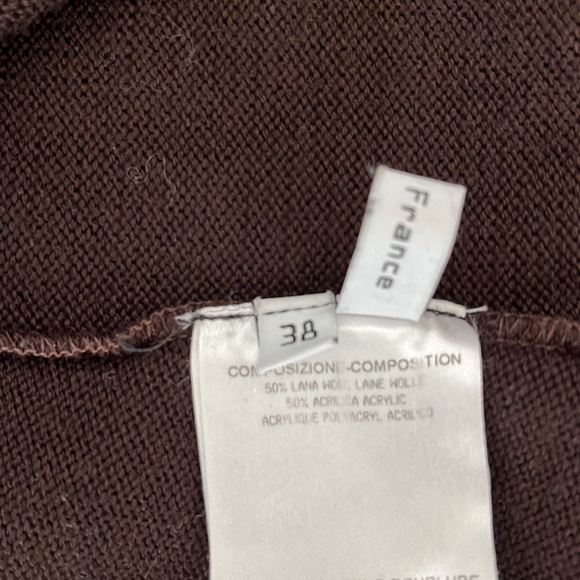 France
38
COMPOSIZIONE-COMPOSITION
50% LANA WOOL LAINE WOLLE
50% ACRILICA ACRYLIC
ACRYLIQUE POLYACRYL ACRILICO